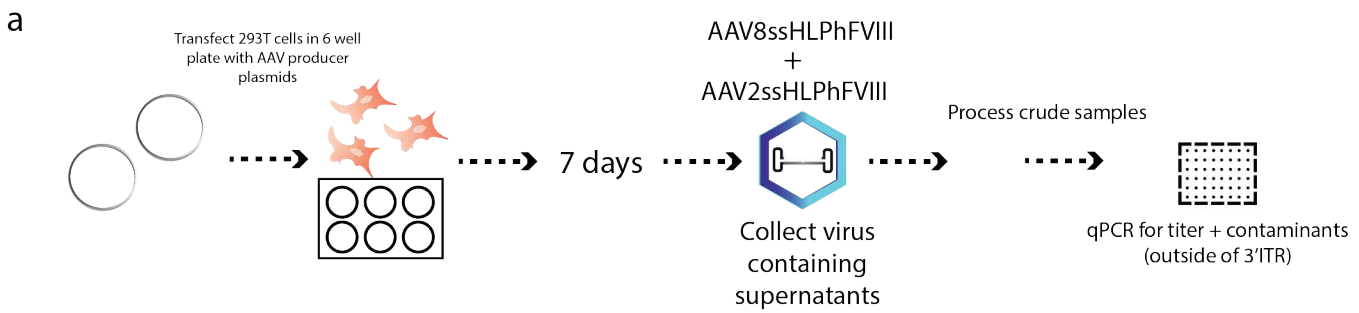 a
Transfect 293T cells in 6 well
plate with AAV producer
plasmids
7 days
AAV8ssHLPhFVIII
+
AAV2ssHLPhFVIII
Collect virus
containing
supernatants
Process crude samples
qPCR for titer + contaminants
(outside of 3'ITR)